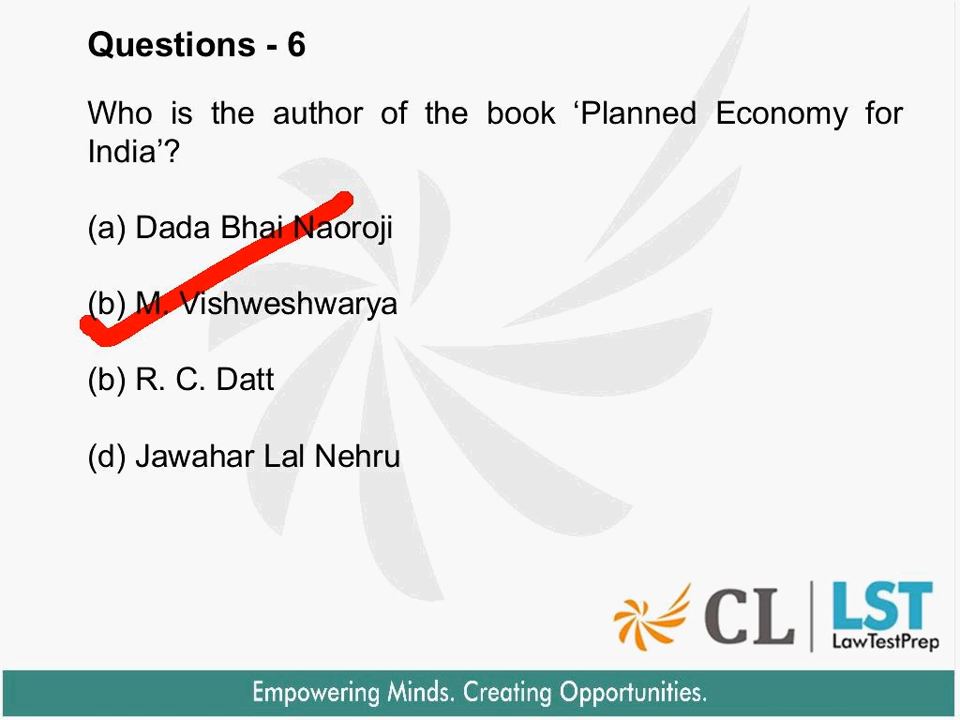 Questions - 6
Who is the author of the book ‘Planned Economy for
India’?
(a) Dada Bhai Naoroji
(b) M. Vishweshwarya
(b) R. C. Datt
(d) Jawahar Lal Nehru
CL | LST
LawTestPrep
Empowering Minds. Creating Opportunities.